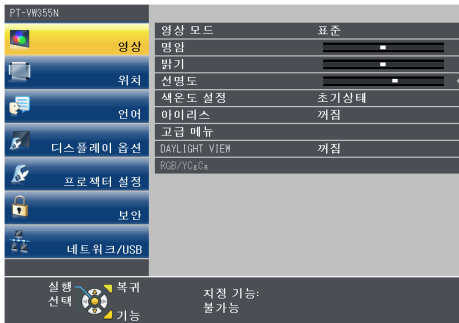 PT-VW355N
영상
위치
언어
디스플레이 옵션
프로젝터 설정
보안
네트워크/USB
영상 모드 표준
명암
밝기
선명도
색온도 설정 초기상태
아이리스 꺼짐
고급 메뉴
DAYLIGHT VIEW 꺼짐
RGB/YCBCR
실행 복귀
선택
기능
지정 기능:
불가능